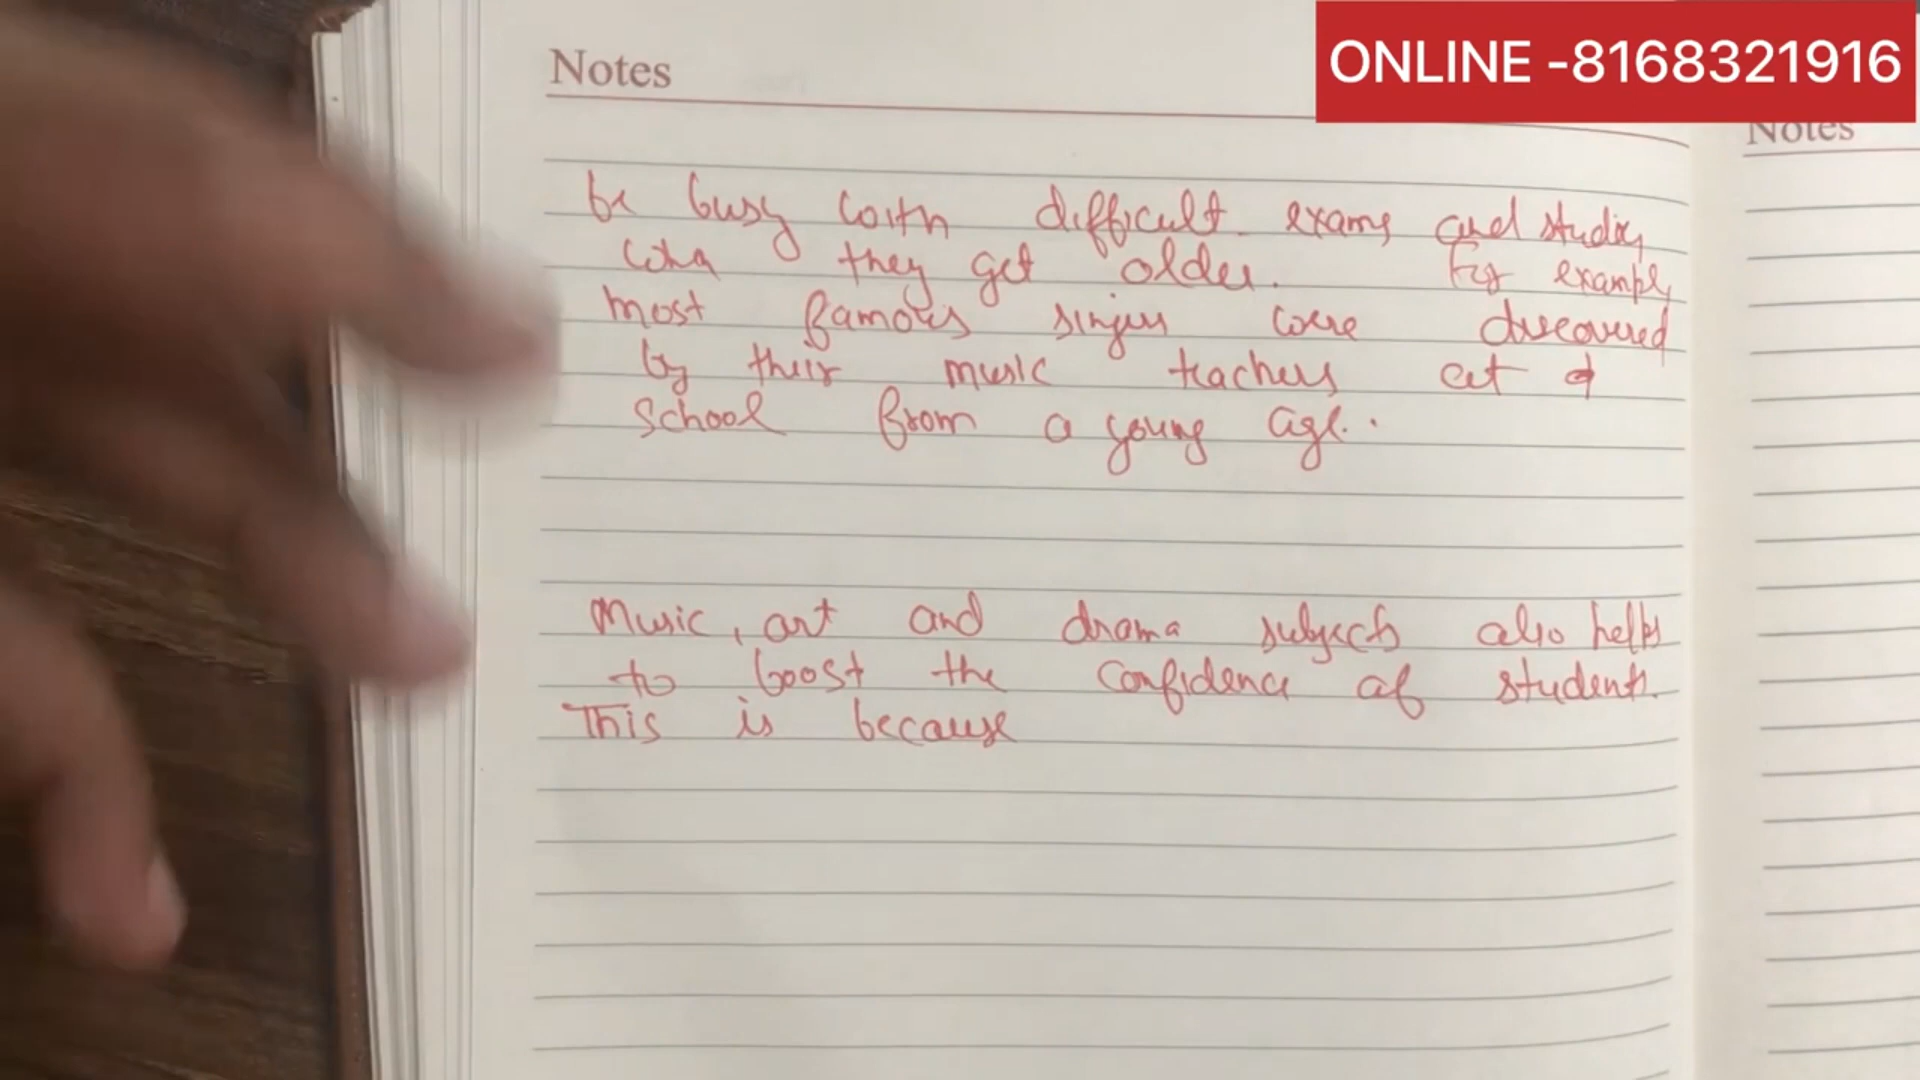 ONLINE -8168321916
Notes
Notes
be busy with difficult exams and studies
when they get older. For example
most famous singers were discovered
by their music teachers at
school from a young age.
Music, art and drama subjects also helps
to boost the confidence of students.
This is because